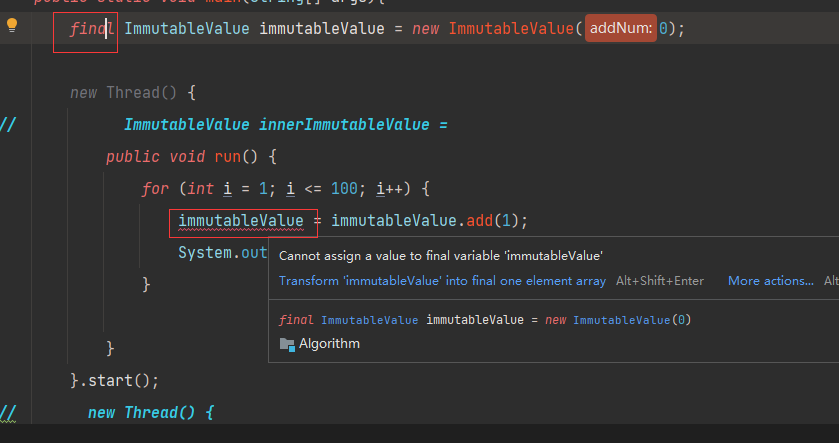 public static void main(String[] args){
final ImmutableValue immutableValue = new ImmutableValue( addNum: 0);
new Thread() {
// ImmutableValue innerImmutableValue =
public void run() {
for (int i = 1; i <= 100; i++) {
immutableValue = immutableValue.add(1);
System.out
Cannot assign a value to final variable 'immutableValue'
Transform 'immutableValue' into final one element array Alt+Shift+Enter More actions... Alt
final ImmutableValue immutableValue = new ImmutableValue(0)
Algorithm
}
}
}.start();
// new Thread() {